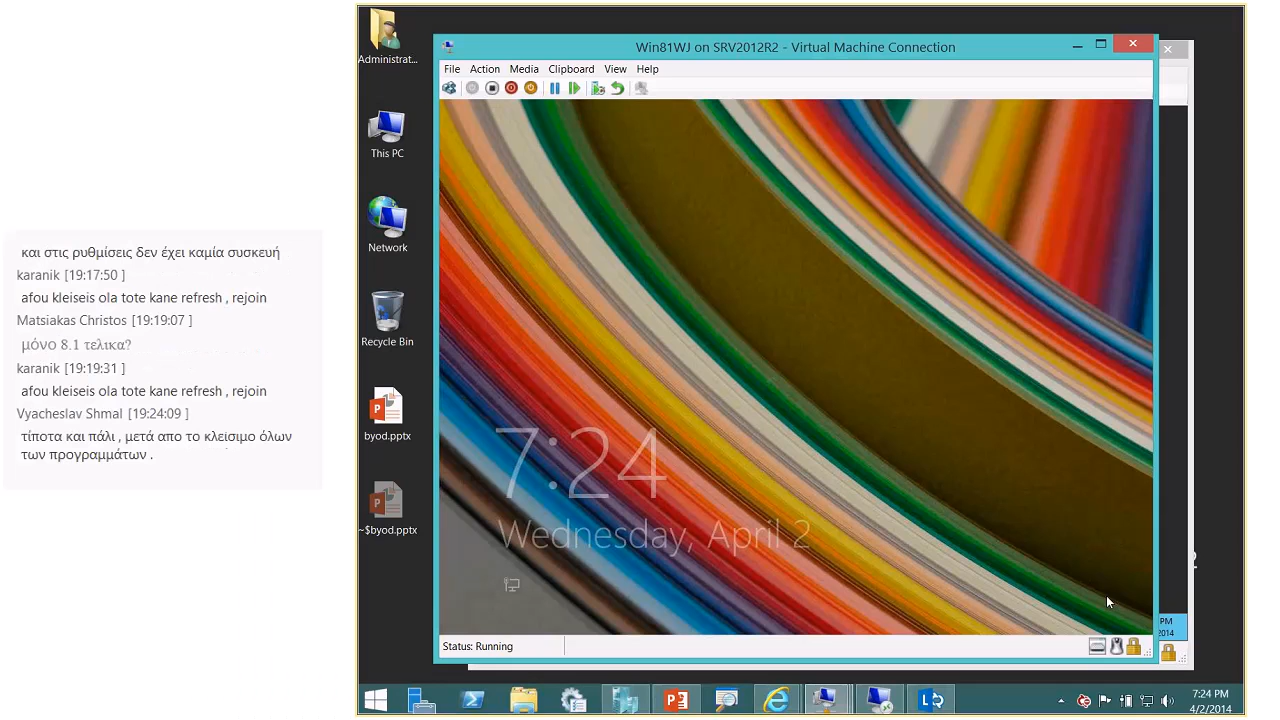 και στις ρυθμίσεις δεν έχει καμία συσκευή
karanik [19:17:50 ]
afou kleiseis ola tote kane refresh , rejoin
Matsiakas Christos [19:19:07 ]
μόνο 8.1 τελικα?
karanik [19:19:31 ]
afou kleiseis ola tote kane refresh , rejoin
Vyacheslav Shmal [19:24:09 ]
τίποτα και πάλι , μετά απο το κλείσιμο όλων
των προγραμμάτων .
Administrat...
This PC
Network
Recycle Bin
byod.pptx
~$byod.pptx
Win81WJ on SRV2012R2 - Virtual Machine Connection
File Action Media Clipboard View Help
7:24
Wednesday, April 2
Status: Running
PM
2014
7:24 PM
4/2/2014